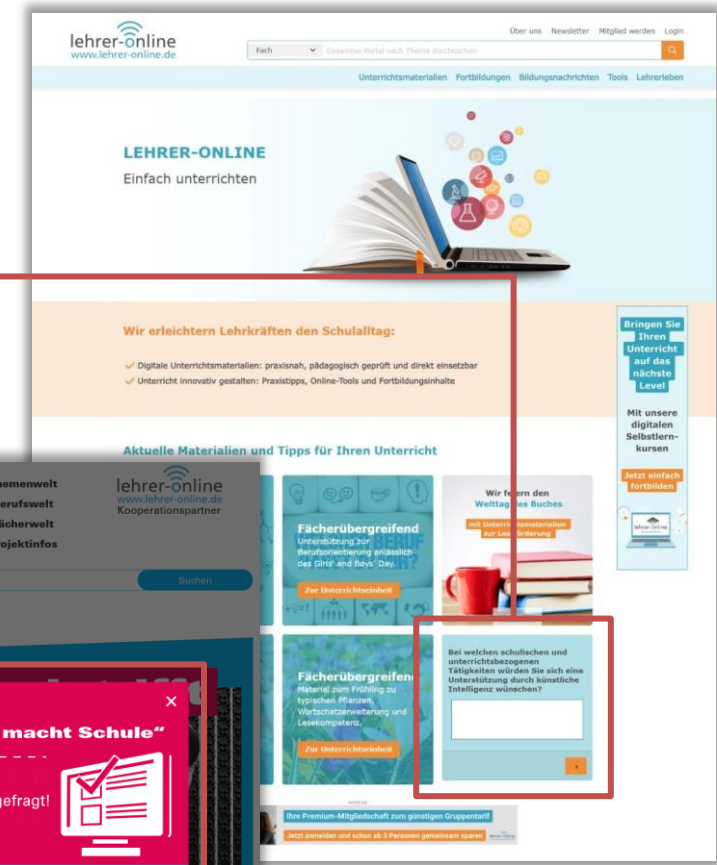 lehrer-online
www.lehrer-online.de
Über uns Newsletter Mitglied werden Login
Fach
Gesamtes Portal nach Thema durchsuchen
Unterrichtsmaterialien Fortbildungen Bildungsnachrichten Tools Lehrerleben
LEHRER-ONLINE
Einfach unterrichten
Wir erleichtern Lehrkräften den Schulalltag:
Digitale Unterrichtsmaterialien: praxisnah, pädagogisch geprüft und direkt einsetzbar
Unterricht innovativ gestalten: Praxistipps, Online-Tools und Fortbildungsinhalte
Bringen Sie
Ihren
Unterricht
auf das
nächste
Level
Mit unsere
digitalen
Selbstlern-
kursen
Jetzt einfach
fortbilden
Aktuelle Materialien und Tipps für Ihren Unterricht
Fächerübergreifend
Unterstützung zur
Berufsorientierung anlässlich
des Girls' and Boys' Day.
Zur Unterrichtseinheit
Wir feiern den
Welttag des Buches
mit Unterrichtsmaterialien
zur Leseförderung
Fächerübergreifend
Material zum Frühling zu
typischen Pflanzen,
Wortschatzerweiterung und
Lesekompetenz.
Zur Unterrichtseinheit
Bei welchen schulischen und
unterrichtsbezogenen
Tätigkeiten würden Sie sich eine
Unterstützung durch künstliche
Intelligenz wünschen?
ANZEIGE
Ihre Premium-Mitgliedschaft zum günstigen Gruppentarif
Jetzt anmelden und schon ab 3 Personen gemeinsam sparen
lehrer-online
www.lehrer-online.de
Kooperationspartner
Suchen
macht Schule“
gefragt!